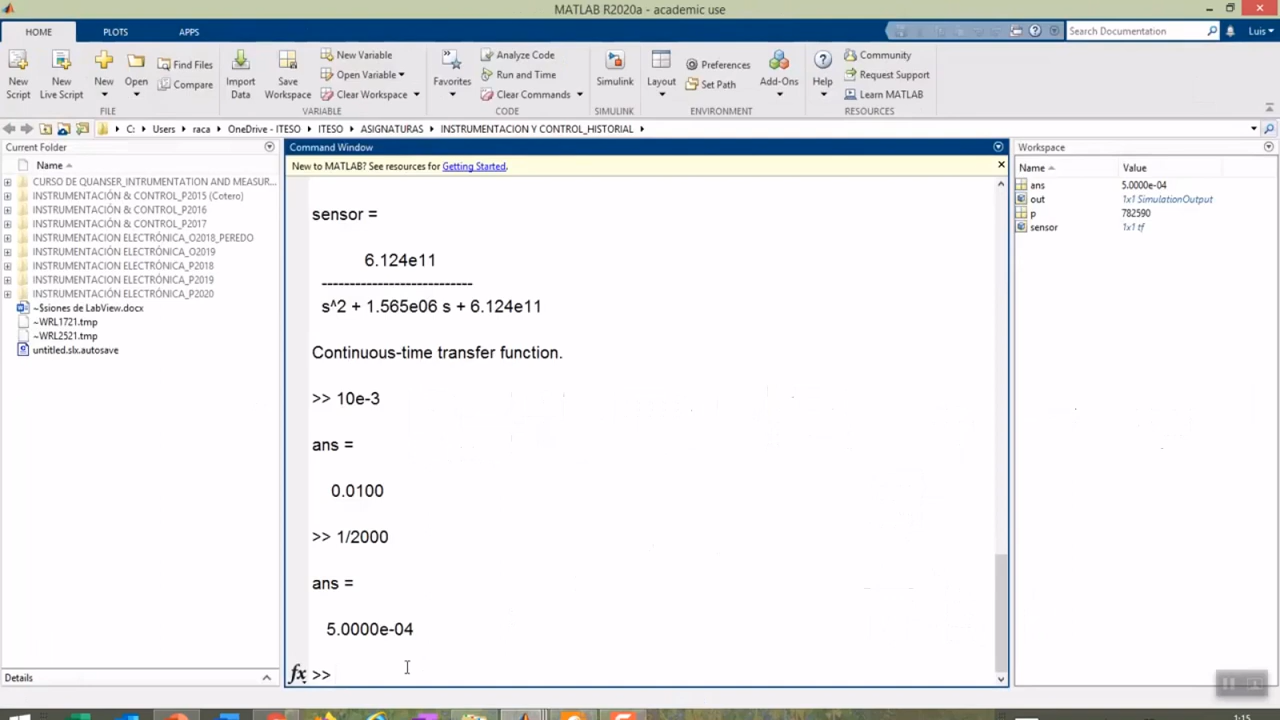 MATLAB R2020a - academic use
HOME PLOTS APPS
Search Documentation
Luis
New Script
New Live Script
New
Open
Find Files
Compare
Import Data
Save Workspace
New Variable
Open Variable
Clear Workspace
Favorites
Analyze Code
Run and Time
Clear Commands
Simulink
Layout
Preferences
Set Path
Add-Ons
Help
Community
Request Support
Learn MATLAB
FILE VARIABLE CODE SIMULINK ENVIRONMENT RESOURCES
C: Users raca OneDrive - ITESO ITESO ASIGNATURAS INSTRUMENTACION Y CONTROL_HISTORIAL
Current Folder
Name
CURSO DE QUANSER_INTRUMENTATION AND MEASUR...
INSTRUMENTACIÓN & CONTROL_P2015 (Cotero)
INSTRUMENTACIÓN & CONTROL_P2016
INSTRUMENTACIÓN & CONTROL_P2017
INSTRUMENTACION ELECTRÓNICA_O2018_PEREDO
INSTRUMENTACIÓN ELECTRÓNICA_O2019
INSTRUMENTACIÓN ELECTRÓNICA_P2018
INSTRUMENTACIÓN ELECTRÓNICA_P2019
INSTRUMENTACIÓN ELECTRÓNICA_P2020
~$siones de LabView.docx
~WRL1721.tmp
~WRL2521.tmp
untitled.slx.autosave
Details
Command Window
New to MATLAB? See resources for Getting Started.
sensor =
6.124e11
---------------------------
s^2 + 1.565e06 s + 6.124e11
Continuous-time transfer function.
>> 10e-3
ans =
0.0100
>> 1/2000
ans =
5.0000e-04
fx >>
Workspace
Name Value
ans 5.0000e-04
out 1x1 SimulationOutput
p 782590
sensor 1x1 tf
1:15